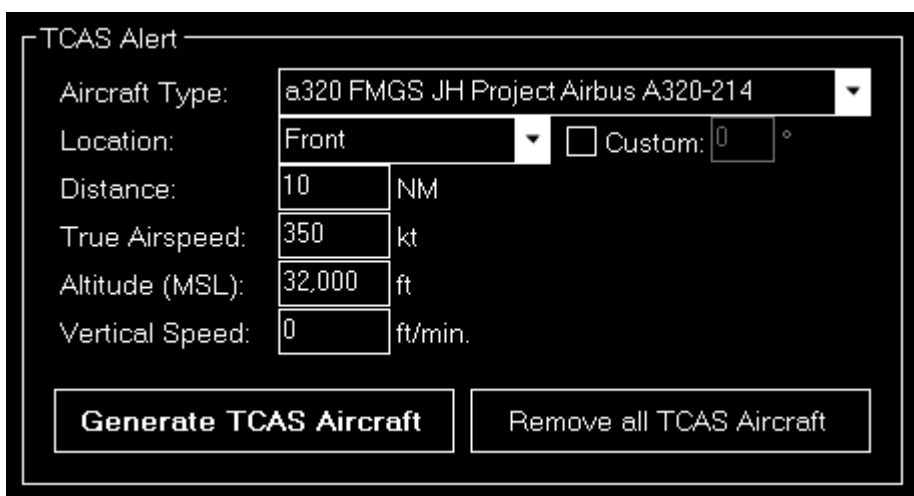 TCAS Alert
Aircraft Type: a320 FMGS JH Project Airbus A320-214
Location: Front Custom: 0 °
Distance: 10 NM
True Airspeed: 350 kt
Altitude (MSL): 32,000 ft
Vertical Speed: 0 ft/min.
Generate TCAS Aircraft Remove all TCAS Aircraft